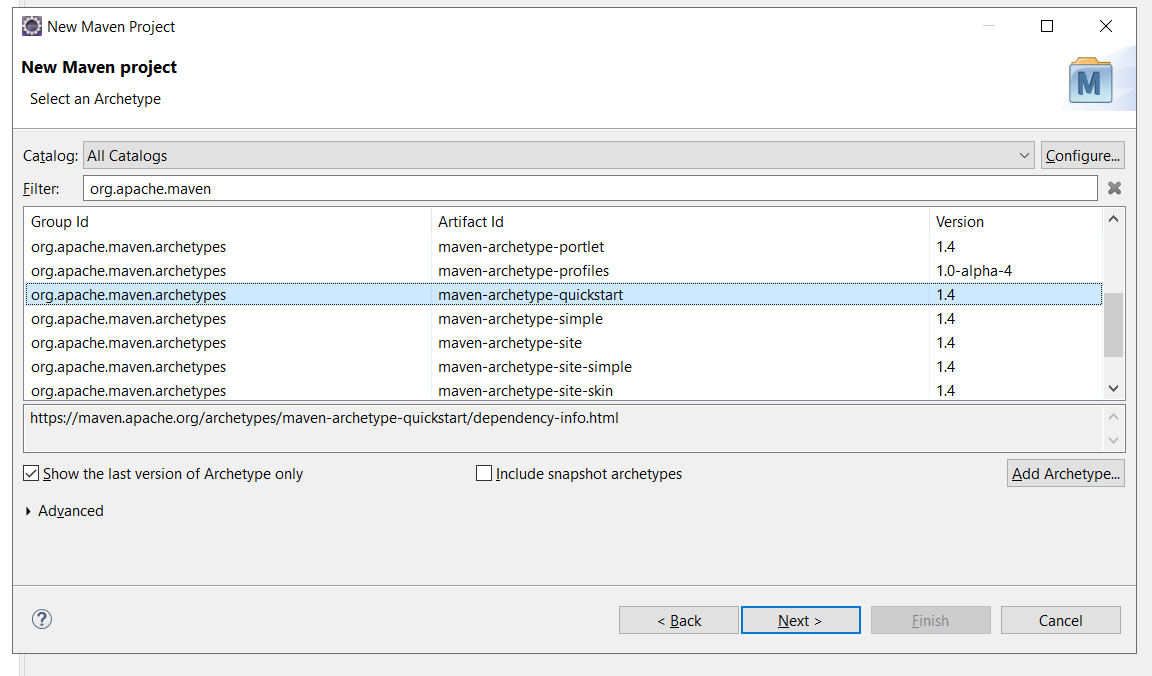 New Maven Project
New Maven project
Select an Archetype
M
Catalog: All Catalogs Configure...
Filter: org.apache.maven
Group Id Artifact Id Version
org.apache.maven.archetypes maven-archetype-portlet 1.4
org.apache.maven.archetypes maven-archetype-profiles 1.0-alpha-4
org.apache.maven.archetypes maven-archetype-quickstart 1.4
org.apache.maven.archetypes maven-archetype-simple 1.4
org.apache.maven.archetypes maven-archetype-site 1.4
org.apache.maven.archetypes maven-archetype-site-simple 1.4
org.apache.maven.archetypes maven-archetype-site-skin 1.4
https://maven.apache.org/archetypes/maven-archetype-quickstart/dependency-info.html
Show the last version of Archetype only Include snapshot archetypes Add Archetype...
Advanced
? < Back Next > Finish Cancel